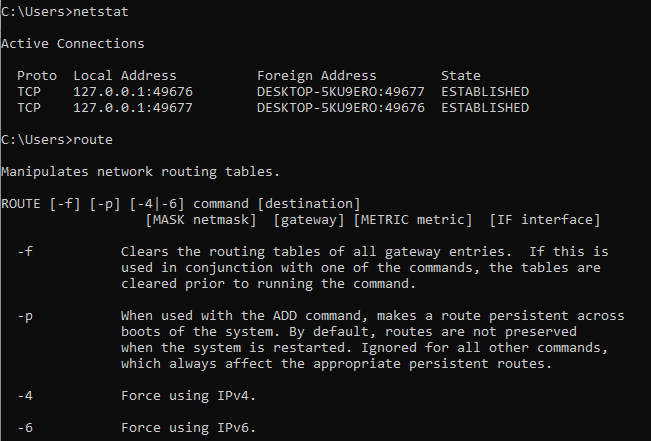 C:\Users>netstat
Active Connections
Proto  Local Address          Foreign Address        State
TCP    127.0.0.1:49676        DESKTOP-5KU9ERO:49677  ESTABLISHED
TCP    127.0.0.1:49677        DESKTOP-5KU9ERO:49676  ESTABLISHED
C:\Users>route
Manipulates network routing tables.
ROUTE [-f] [-p] [-4|-6] command [destination]
[MASK netmask]  [gateway] [METRIC metric]  [IF interface]
-f           Clears the routing tables of all gateway entries.  If this is
used in conjunction with one of the commands, the tables are
cleared prior to running the command.
-p           When used with the ADD command, makes a route persistent across
boots of the system. By default, routes are not preserved
when the system is restarted. Ignored for all other commands,
which always affect the appropriate persistent routes.
-4           Force using IPv4.
-6           Force using IPv6.